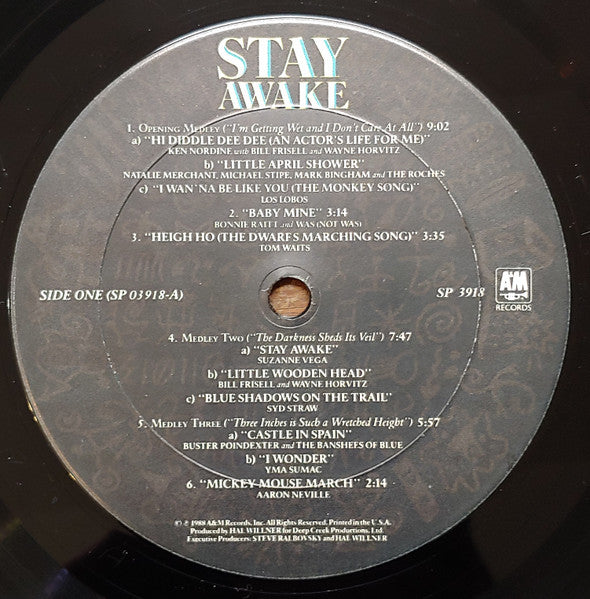 STAY
AWAKE
1. OPENING MEDLEY ("I'm Getting Wet and I Don't Care At All") 9:02
a) "HI DIDDLE DEE DEE (AN ACTOR'S LIFE FOR ME)"
KEN NORDINE with BILL FRISELL and WAYNE HORVITZ
b) "LITTLE APRIL SHOWER"
NATALIE MERCHANT, MICHAEL STIPE, MARK BINGHAM and THE ROCHES
c) "I WAN'NA BE LIKE YOU (THE MONKEY SONG)"
LOS LOBOS
2. "BABY MINE" 3:14
BONNIE RAITT and WAS (NOT WAS)
3. "HEIGH HO (THE DWARFS MARCHING SONG)" 3:35
TOM WAITS
SIDE ONE (SP 03918-A)
SP 3918
A&M
RECORDS
4. MEDLEY TWO ("The Darkness Sheds Its Veil") 7:47
a) "STAY AWAKE"
SUZANNE VEGA
b) "LITTLE WOODEN HEAD"
BILL FRISELL and WAYNE HORVITZ
c) "BLUE SHADOWS ON THE TRAIL"
SYD STRAW
5. MEDLEY THREE ("Three Inches is Such a Wretched Height") 5:57
a) "CASTLE IN SPAIN"
BUSTER POINDEXTER and THE BANSHEES OF BLUE
b) "I WONDER"
YMA SUMAC
6. "MICKEY MOUSE MARCH" 2:14
AARON NEVILLE
© ℗ 1988 A&M Records, Inc. All Rights Reserved. Printed in the U.S.A.
Produced by HAL WILLNER for Deep Creek Productions, Ltd.
Executive Producers: STEVE RALBOVSKY and HAL WILLNER